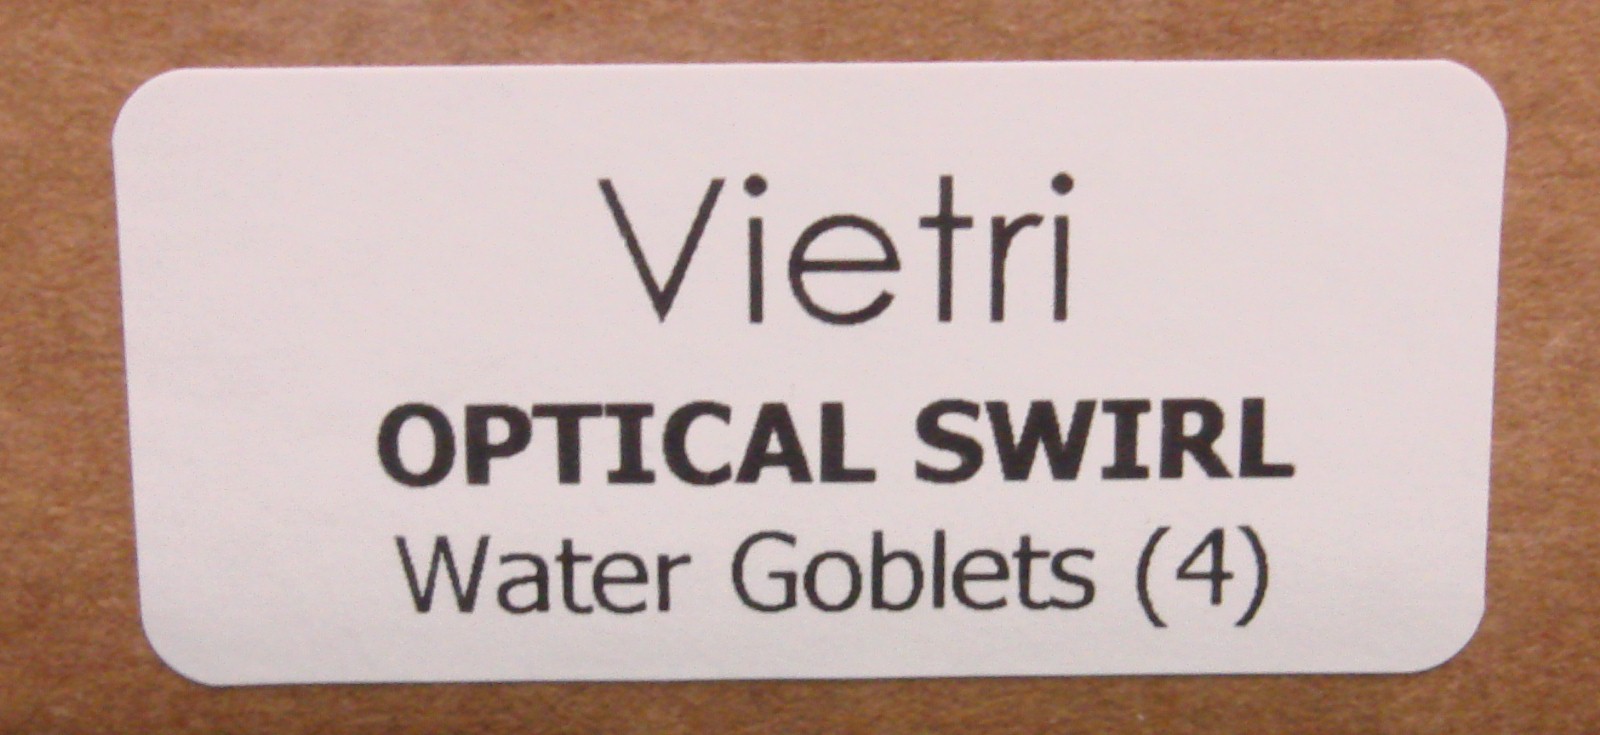 Vietri
OPTICAL SWIRL
Water Goblets (4)